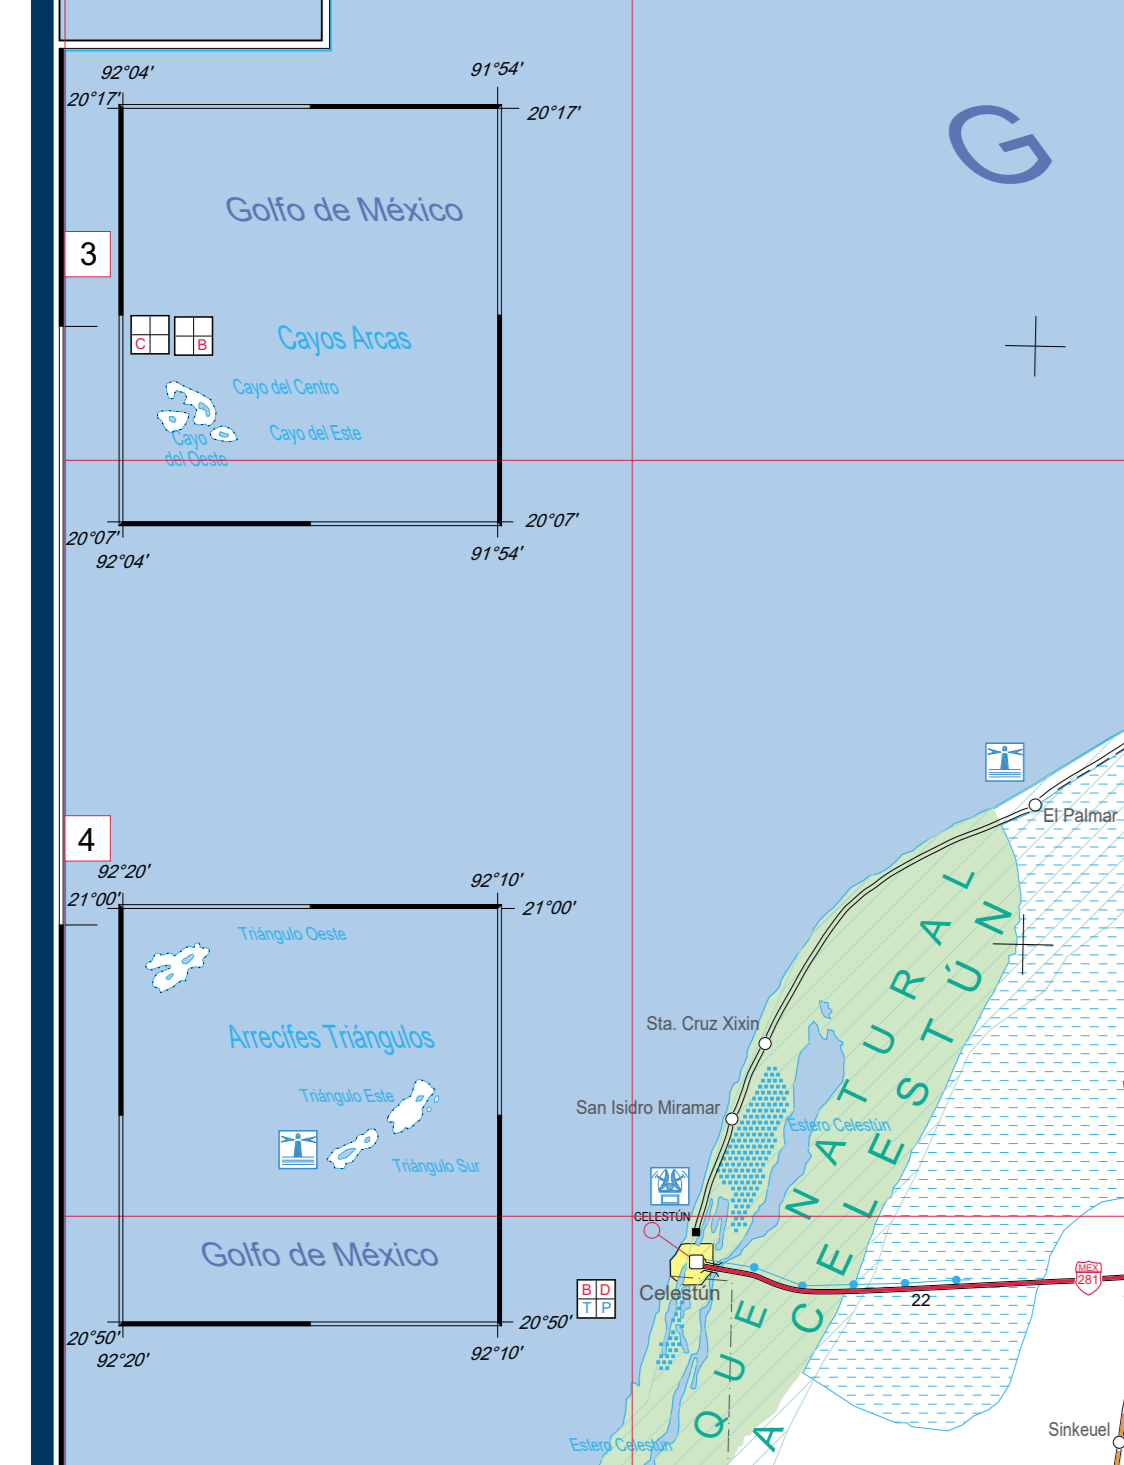 92°04'
91°54'
20°17'
20°17'
G
Golfo de México
3
Cayos Arcas
C
B
Cayo del Centro
Cayo del Este
Cayo
del Oeste
20°07'
20°07'
92°04'
91°54'
El Palmar
4
92°20'
92°10'
21°00'
21°00'
Triángulo Oeste
Arrecífes Triángulos
Sta. Cruz Xixin
Triángulo Este
San Isidro Miramar
Estero Celestún
Triángulo Sur
CELESTÚN
Golfo de México
Celestún
B D
T P
MEX
281
22
20°50'
20°50'
92°20'
92°10'
QUE NATURAL
A CELESTÚN
Sinkeuel
Estero Celestún